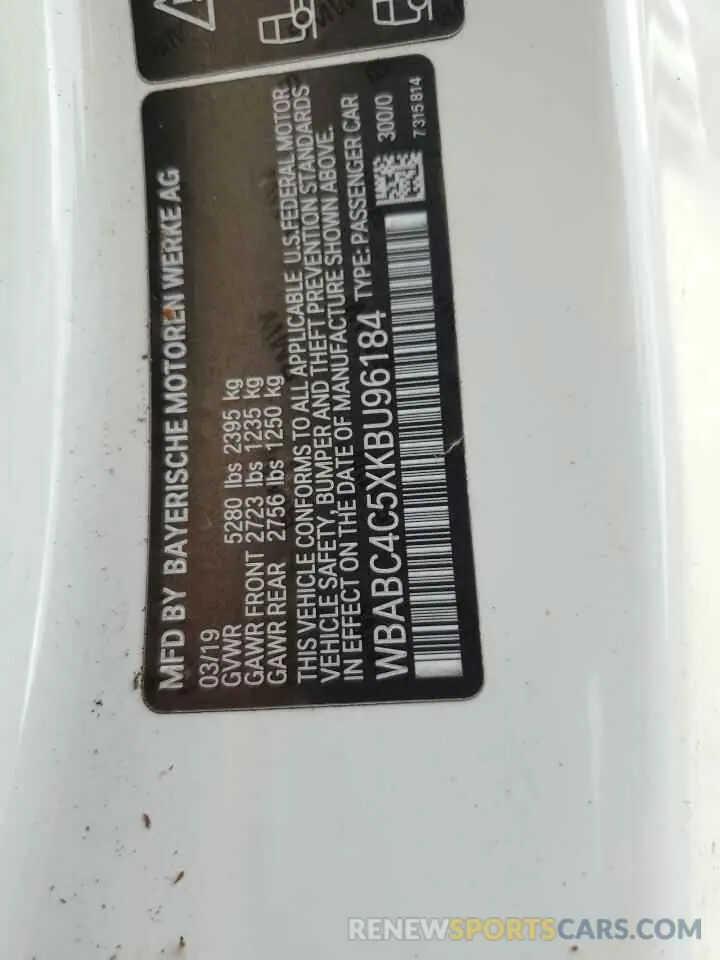 MFD BY BAYERISCHE MOTOREN WERKE AG
03/19
GVWR 5280 lbs 2395 kg
GAWR FRONT 2723 lbs 1235 kg
GAWR REAR 2756 lbs 1250 kg
THIS VEHICLE CONFORMS TO ALL APPLICABLE U.S.FEDERAL MOTOR
VEHICLE SAFETY, BUMPER AND THEFT PREVENTION STANDARDS
IN EFFECT ON THE DATE OF MANUFACTURE SHOWN ABOVE.
WBABC4C5XKBU96184 TYPE: PASSENGER CAR
300/0
7315814
RENEWSPORTSCARS.COM